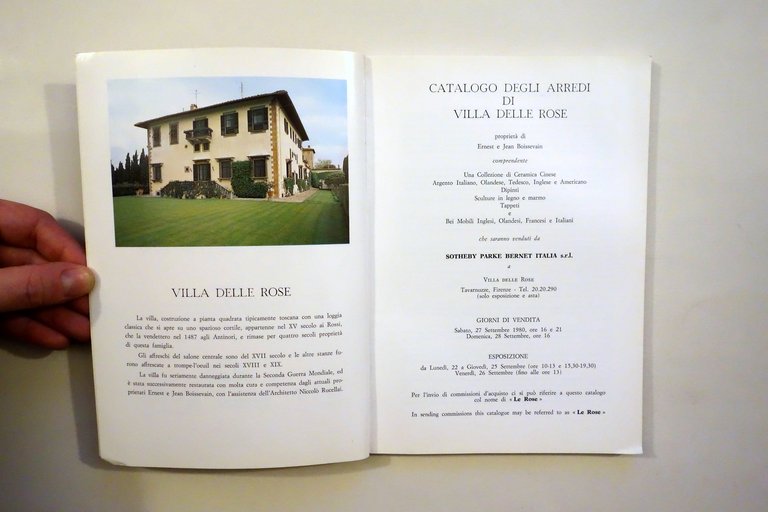 VILLA DELLE ROSE
La villa, costruzione a pianta quadrata tipicamente toscana con una loggia
classica che si apre su uno spazioso cortile, appartenne nel XV secolo ai Rossi,
che la vendettero nel 1487 agli Antinori, e rimase per quattro secoli proprietà
di questa famiglia.
Gli affreschi del salone centrale sono del XVII secolo e le altre stanze fu-
rono affrescate a trompe-l'oeuil nei secoli XVIII e XIX.
La villa fu seriamente danneggiata durante la Seconda Guerra Mondiale, ed
è stata successivamente restaurata con molta cura e competenza dagli attuali pro-
prietari Ernest e Jean Boissevain, con l'assistenza dell'Architetto Niccolò Rucellai.
CATALOGO DEGLI ARREDI
DI
VILLA DELLE ROSE
proprietà di
Ernest e Jean Boissevain
comprendente
Una Collezione di Ceramica Cinese
Argento Italiano, Olandese, Tedesco, Inglese e Americano
Dipinti
Sculture in legno e marmo
Tappeti
e
Bei Mobili Inglesi, Olandesi, Francesi e Italiani
che saranno venduti da
SOTHEBY PARKE BERNET ITALIA s.r.l.
a
VILLA DELLE ROSE
Tavarnuzze, Firenze - Tel. 20.20.290
(solo esposizione e asta)
GIORNI DI VENDITA
Sabato, 27 Settembre 1980, ore 16 e 21
Domenica, 28 Settembre, ore 16
ESPOSIZIONE
da Lunedì, 22 a Giovedì, 25 Settembre (ore 10-13 e 15,30-19,30)
Venerdì, 26 Settembre (fino alle ore 13)
Per l'invio di commissioni d'acquisto ci si può riferire a questo catalogo
col nome di « Le Rose »
In sending commissions this catalogue may be referred to as « Le Rose »